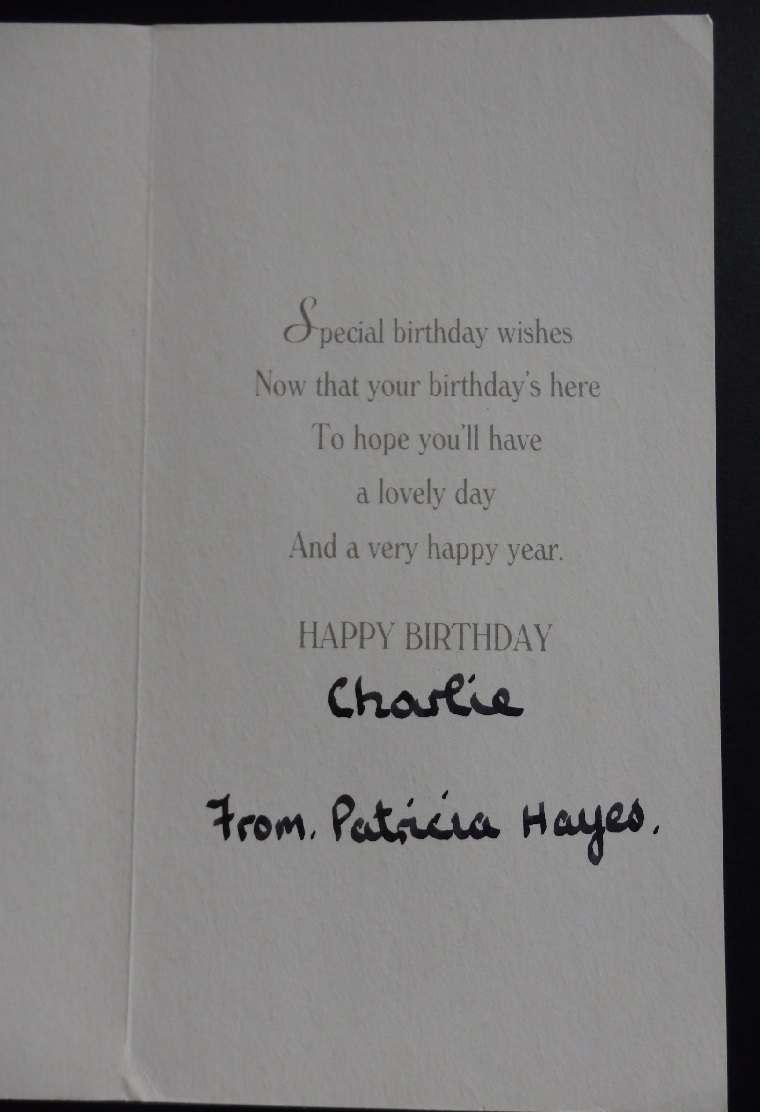 Special birthday wishes
Now that your birthday's here
To hope you'll have
a lovely day
And a very happy year.
HAPPY BIRTHDAY
Charlie
From. Patricia Hayes.